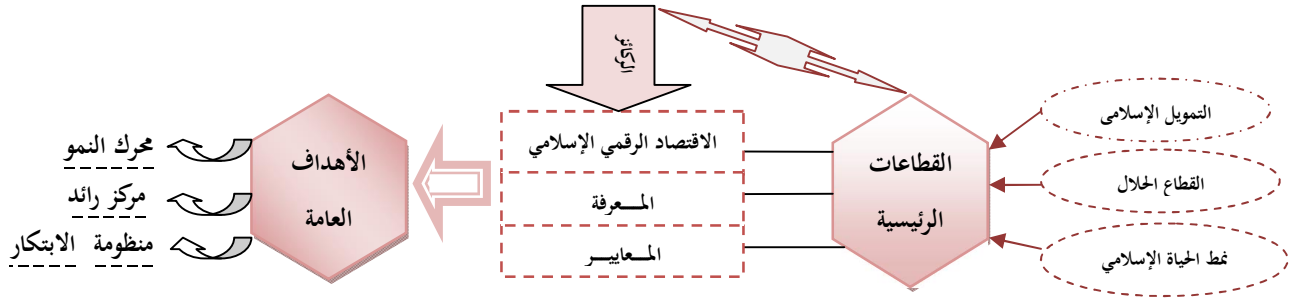 الركائز
التمويل الإسلامى
القطاع الحلال
نمط الحياة الإسلامي
القطاعات
الرئيسية
الاقتصاد الرقمي الإسلامي
المـــعرفة
المـــعاييـــر
الأهداف
العامة
محرك النمو
مركز رائد
منظومة الابتكار